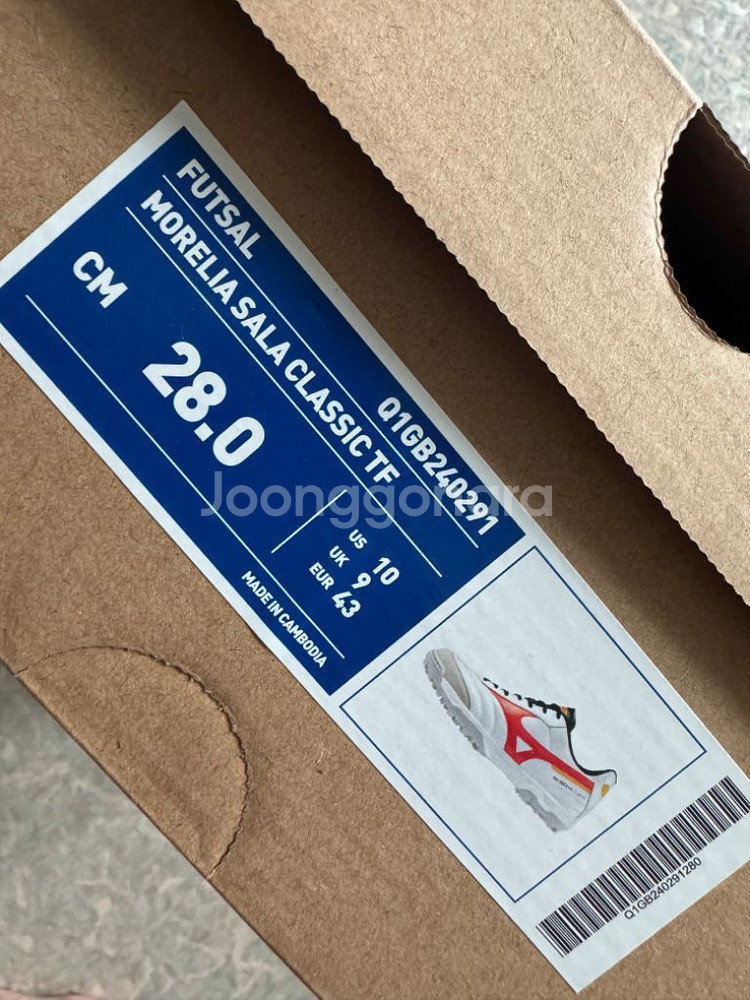 FUTSAL
MORELIA SALA CLASSIC TF
Q1GB240291
CM
28.0
US 10
UK 9
EUR 43
MADE IN CAMBODIA
Q1GB240291280
Joonggonara